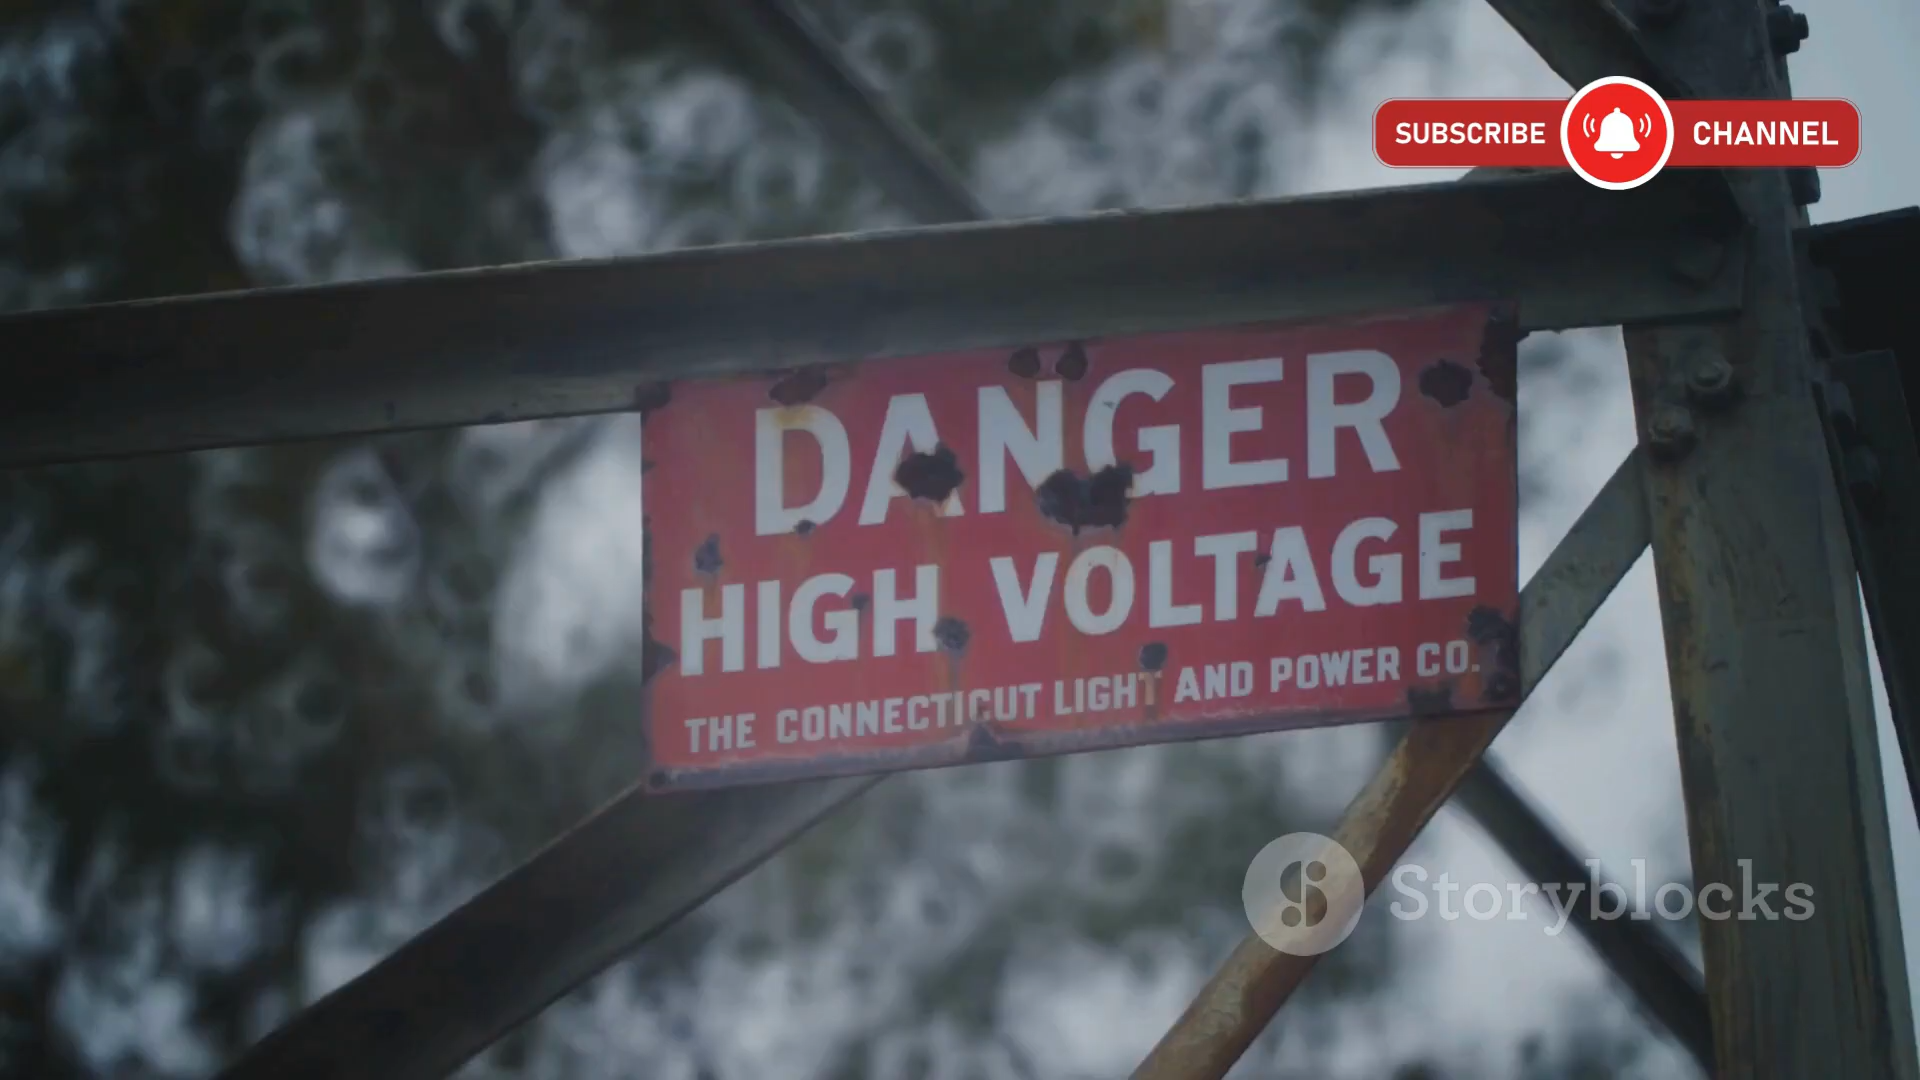 SUBSCRIBE CHANNEL
DANGER
HIGH VOLTAGE
THE CONNECTICUT LIGHT AND POWER CO.
Storyblocks